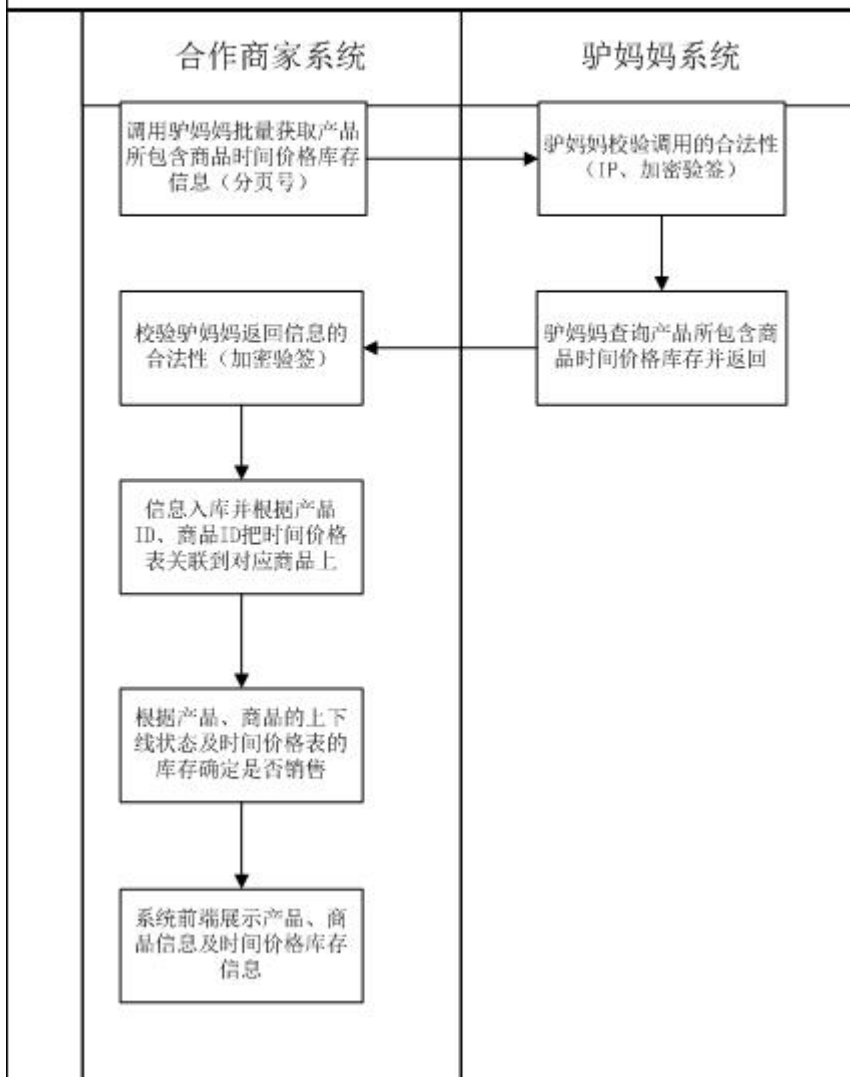 合作商家系统
驴妈妈系统
调用驴妈妈批量获取产品
所包含商品时间价格库存
信息（分页号）
驴妈妈校验调用的合法性
（IP、加密验签）
校验驴妈妈返回信息的
合法性（加密验签）
驴妈妈查询产品所包含商
品时间价格库存并返回
信息入库并根据产品
ID、商品ID把时间价格
表关联到对应商品上
根据产品、商品的上下
线状态及时间价格表的
库存确定是否销售
系统前端展示产品、商
品信息及时间价格库存
信息